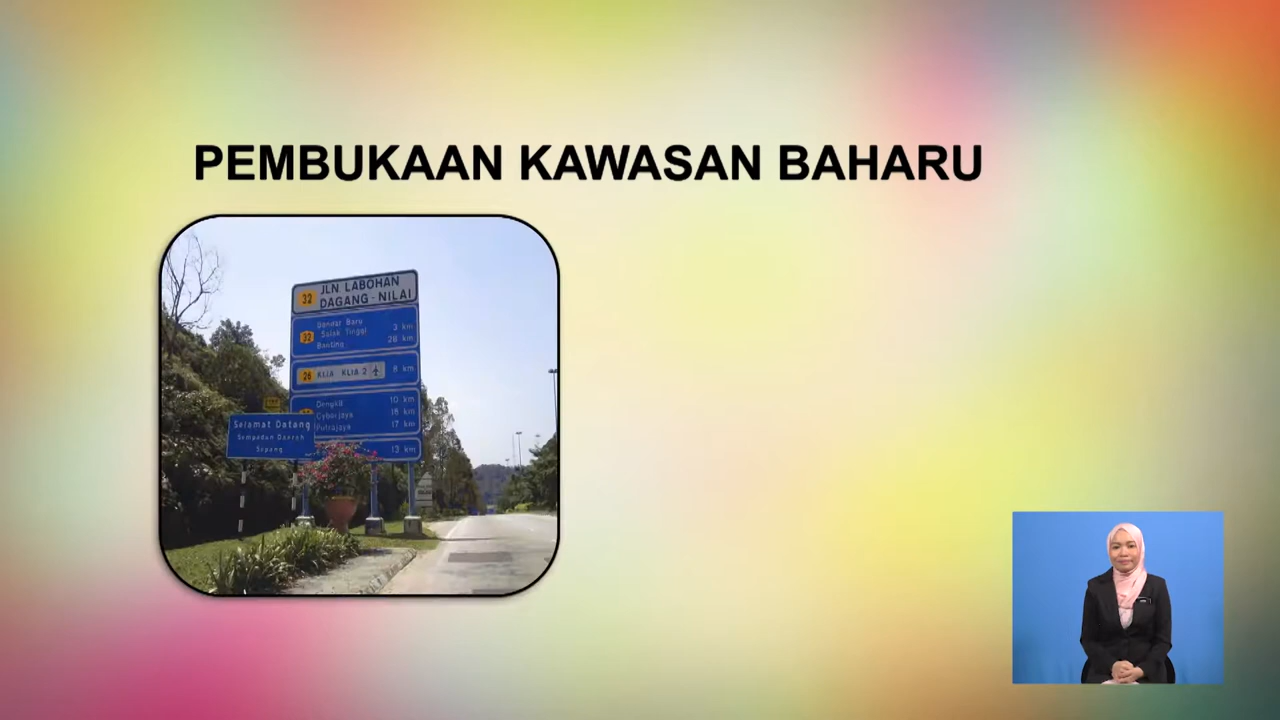 PEMBUKAAN KAWASAN BAHARU
32 JLN LABOHAN
DAGANG - NILAI
Bandar Baru
Salak Tinggi 3 km
Banting 28 km
26 KLIA KLIA 2 8 km
Dengkil 10 km
Cyberjaya 16 km
Putrajaya 17 km
13 km
Selamat Datang
Sempadan Daerah
Sepang